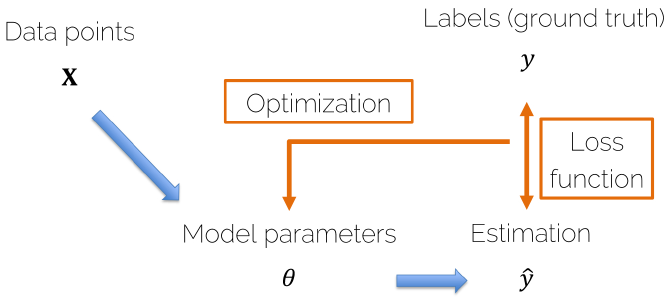 Labels (ground truth)
Data points
y
X
Optimization
Loss
function
Model parameters
Estimation
θ
ŷ